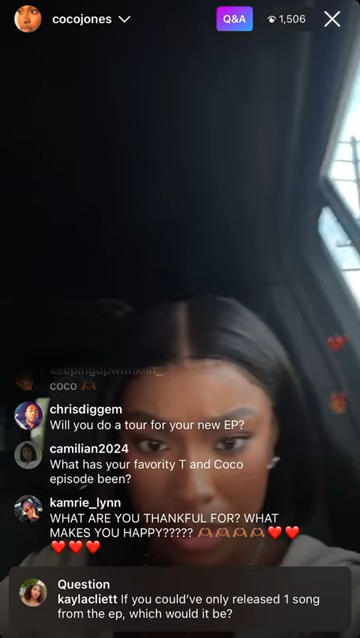 cocojones
Q&A
1,506
coco 🫶🏾
chrisdiggem
Will you do a tour for your new EP?
camilian2024
What has your favority T and Coco
episode been?
kamrie_lynn
WHAT ARE YOU THANKFUL FOR? WHAT
MAKES YOU HAPPY????? 🫶🏾🫶🏾🫶🏾🫶🏾❤️❤️
❤️❤️❤️
Question
kaylacliett If you could've only released 1 song
from the ep, which would it be?